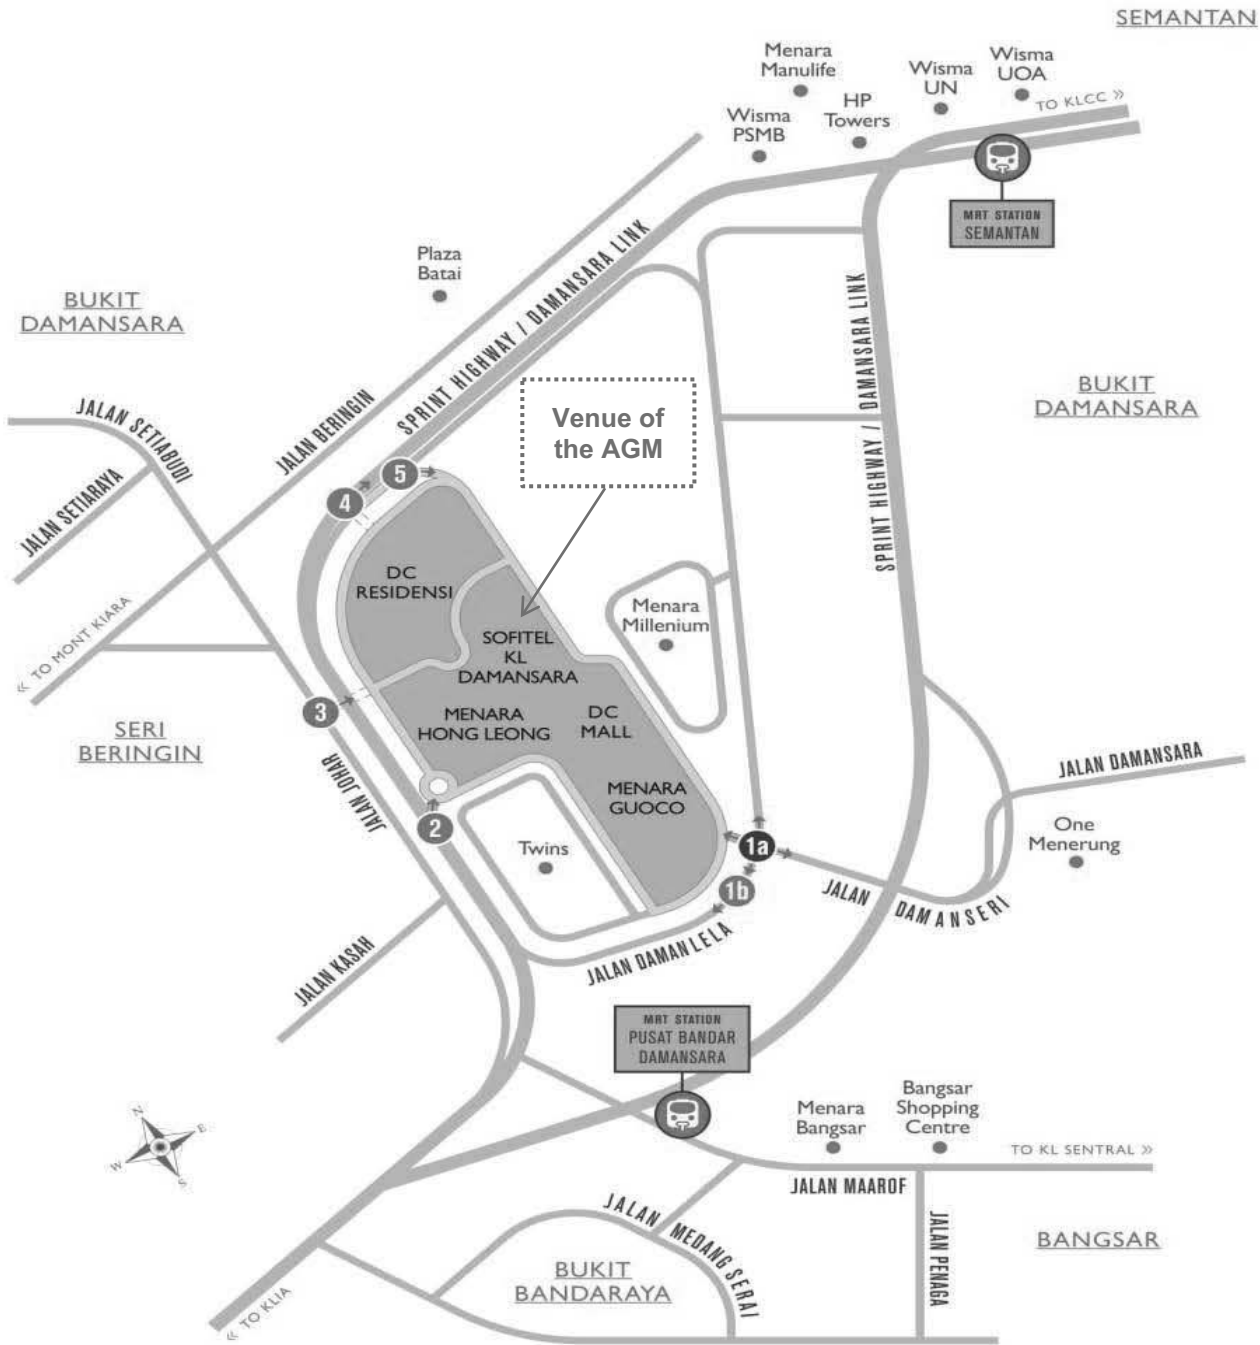 SEMANTAN
Menara
Manulife
Wisma
UN
Wisma
UOA
Wisma
PSMB
HP
Towers
TO KLCC »
MRT STATION
SEMANTAN
Plaza
Batai
BUKIT
DAMANSARA
SPRINT HIGHWAY / DAMANSARA LINK
SPRINT HIGHWAY / DAMANSARA LINK
BUKIT
DAMANSARA
JALAN SETIABUDI
JALAN BERINGIN
Venue of
the AGM
JALAN SETIARAYA
5
4
DC
RESIDENSI
Menara
Millenium
SOFITEL
KL
DAMANSARA
« TO MONT KIARA
3
SERI
BERINGIN
MENARA
HONG LEONG
DC
MALL
JALAN JOHAR
MENARA
GUOCO
JALAN DAMANSARA
2
Twins
1a
One
Menerung
1b
JALAN DAMANSERI
JALAN DAMANLELA
JALAN KASAH
MRT STATION
PUSAT BANDAR
DAMANSARA
Menara
Bangsar
Bangsar
Shopping
Centre
N
E
W
S
TO KL SENTRAL »
JALAN MAAROF
JALAN MEDANG SERAI
JALAN PENAGA
BANGSAR
BUKIT
BANDARAYA
« TO KLIA